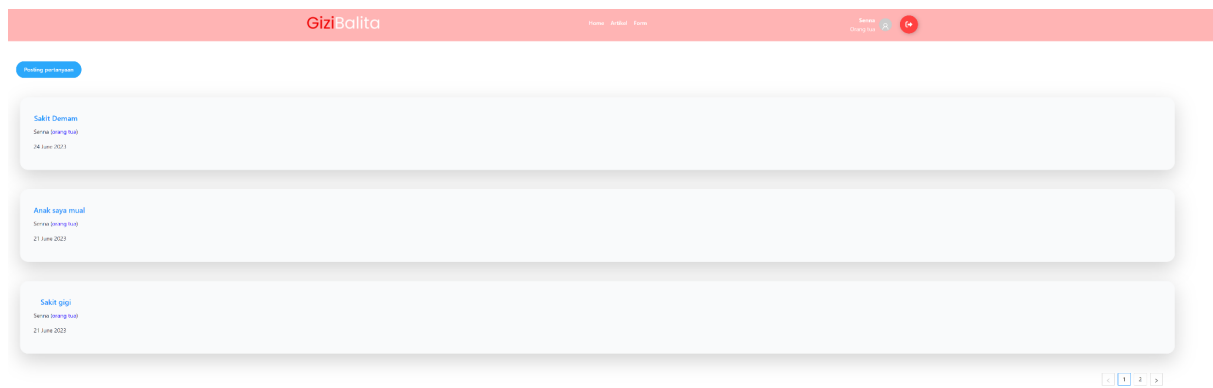 GiziBalita
Home Artikel Form
Senna
Orang tua
Posting pertanyaan
Sakit Demam
Senna (orang tua)
24 June 2023
Anak saya mual
Senna (orang tua)
21 June 2023
Sakit gigi
Senna (orang tua)
21 June 2023
< 1 2 >